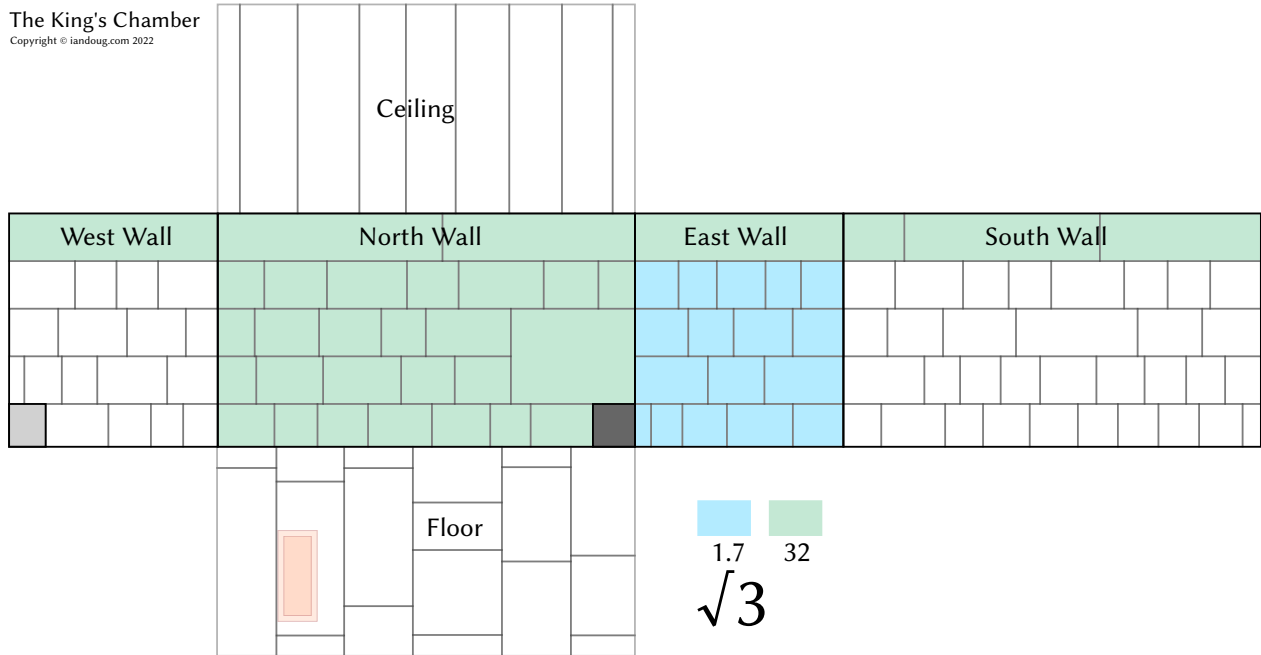 The King's Chamber
Copyright © iandoug.com 2022
Ceiling
West Wall
North Wall
East Wall
South Wall
Floor
1.7
32
√3